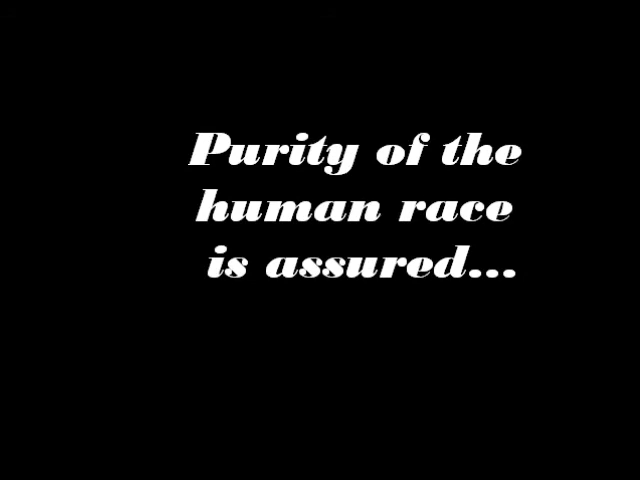 Purity of the
human race
is assured...